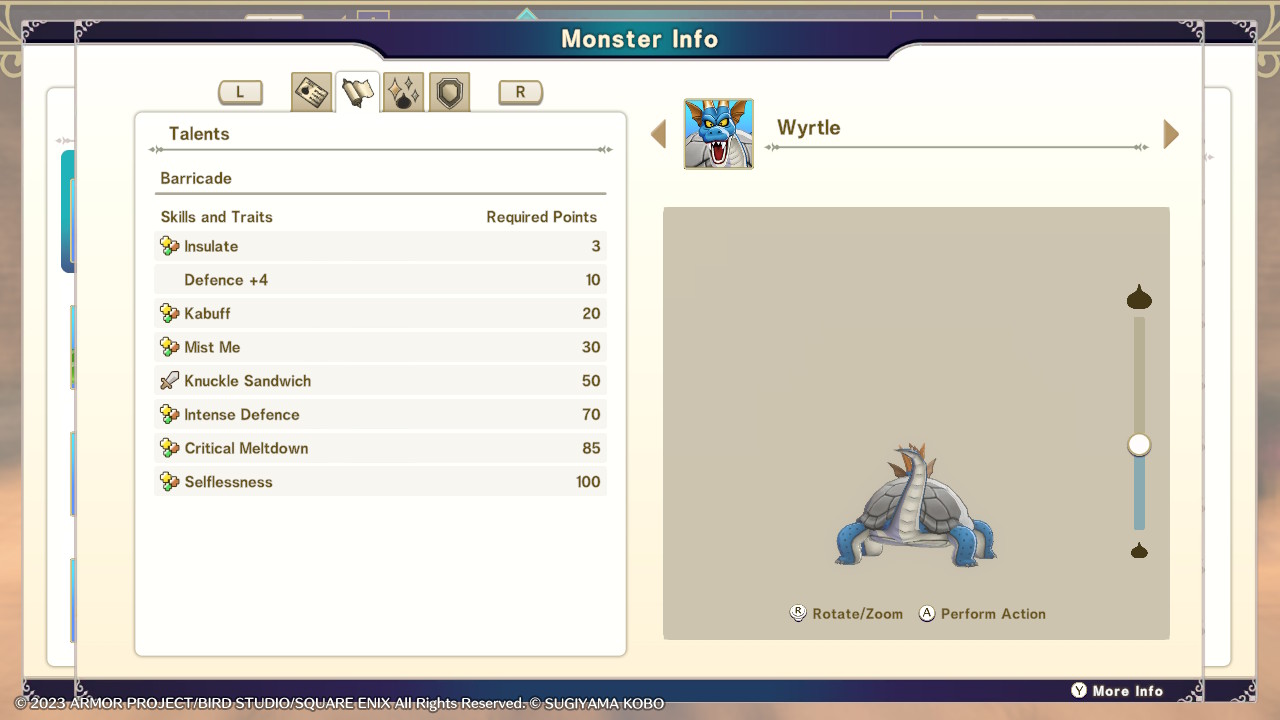 Monster Info
L
R
Talents
Barricade
Skills and Traits Required Points
Insulate 3
Defence +4 10
Kabuff 20
Mist Me 30
Knuckle Sandwich 50
Intense Defence 70
Critical Meltdown 85
Selflessness 100
Wyrtle
R Rotate/Zoom A Perform Action
Y More Info
© 2023 ARMOR PROJECT/BIRD STUDIO/SQUARE ENIX All Rights Reserved. © SUGIYAMA KOBO